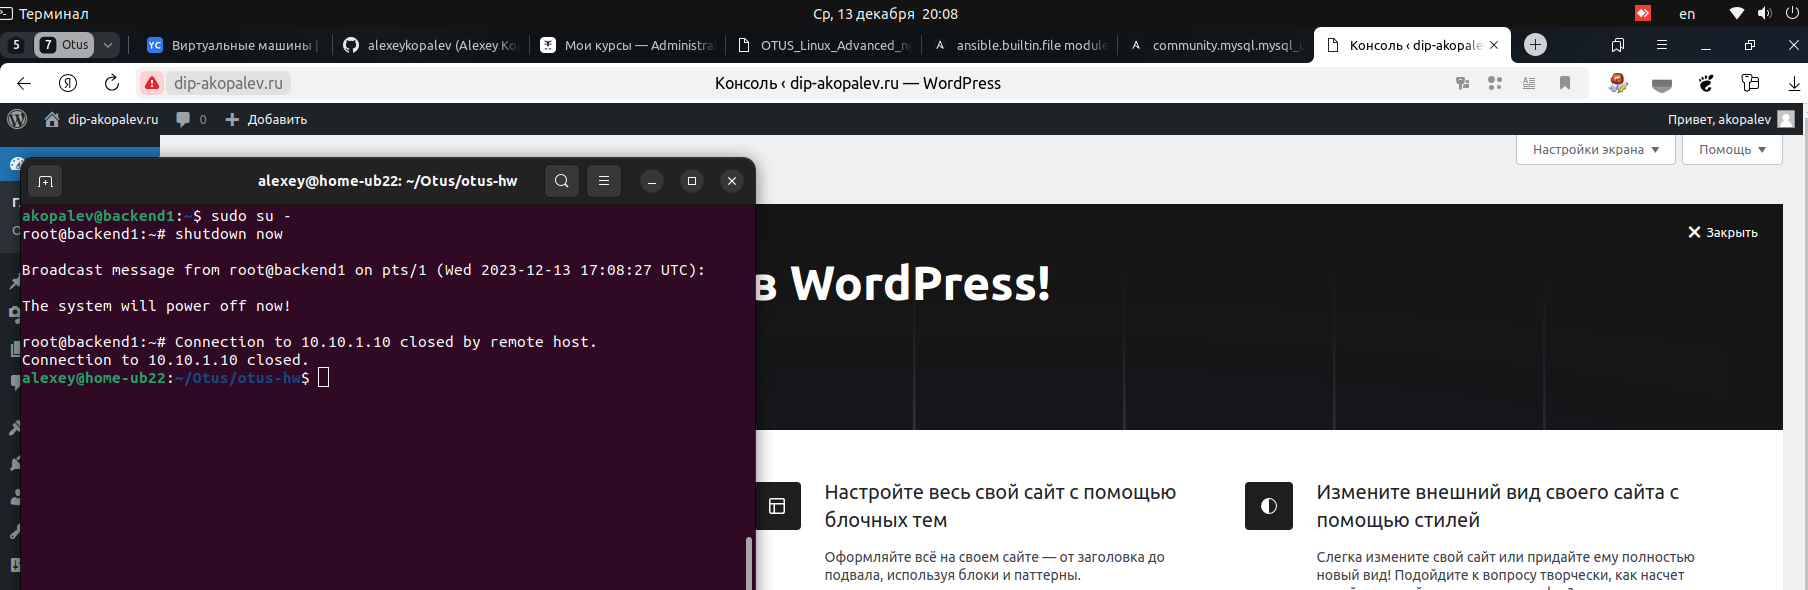 Терминал
Ср, 13 декабря 20:08
en
5
7 Otus
YC Виртуальные машины
alexeykopalev (Alexey Ko
Мои курсы — Administra
OTUS_Linux_Advanced_n
A ansible.builtin.file module
A community.mysql.mysql_u
Консоль ‹ dip-akopale
dip-akopalev.ru
Консоль ‹ dip-akopalev.ru — WordPress
dip-akopalev.ru
0
Добавить
Привет, akopalev
Настройки экрана
Помощь
alexey@home-ub22: ~/Otus/otus-hw
akopalev@backend1:~$ sudo su -
root@backend1:~# shutdown now
Broadcast message from root@backend1 on pts/1 (Wed 2023-12-13 17:08:27 UTC):
The system will power off now!
root@backend1:~# Connection to 10.10.1.10 closed by remote host.
Connection to 10.10.1.10 closed.
alexey@home-ub22:~/Otus/otus-hw$
Закрыть
в WordPress!
Настройте весь свой сайт с помощью
блочных тем
Оформляйте всё на своем сайте — от заголовка до
подвала, используя блоки и паттерны.
Измените внешний вид своего сайта с
помощью стилей
Слегка измените свой сайт или придайте ему полностью
новый вид! Подойдите к вопросу творчески, как насчет